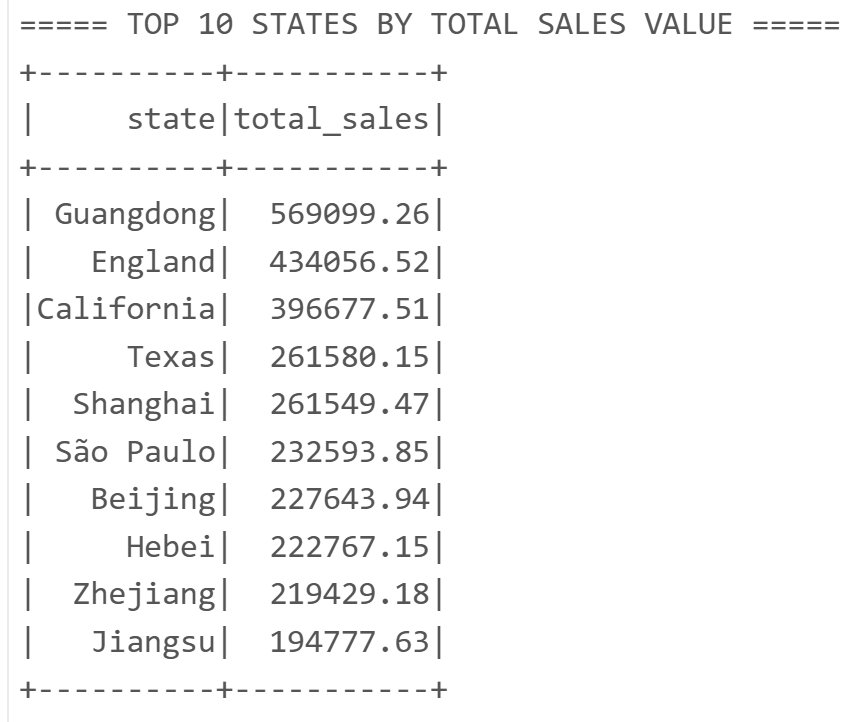 ===== TOP 10 STATES BY TOTAL SALES VALUE =====
+----------+-----------+
|     state|total_sales|
+----------+-----------+
| Guangdong|  569099.26|
|   England|  434056.52|
|California|  396677.51|
|     Texas|  261580.15|
|  Shanghai|  261549.47|
| São Paulo|  232593.85|
|   Beijing|  227643.94|
|     Hebei|  222767.15|
|  Zhejiang|  219429.18|
|   Jiangsu|  194777.63|
+----------+-----------+